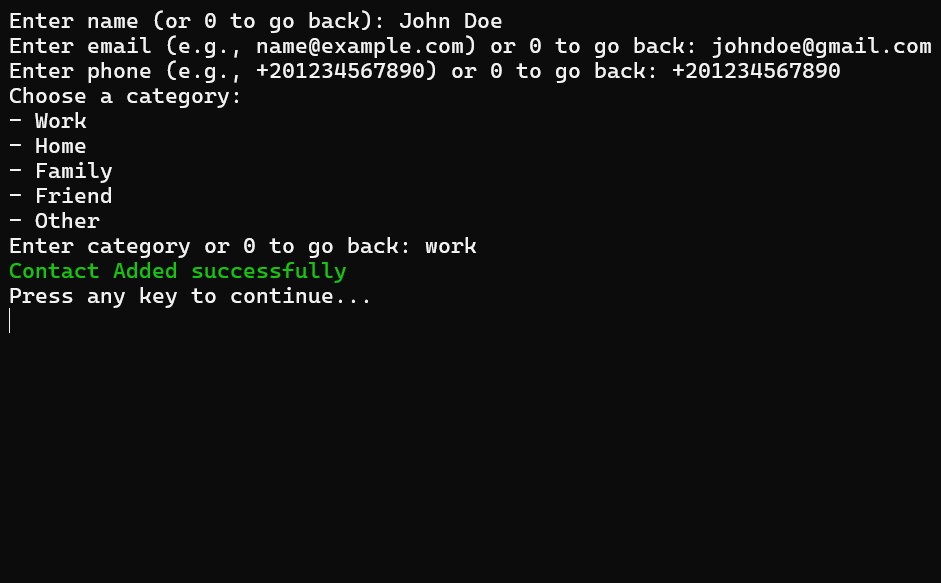 Enter name (or 0 to go back): John Doe
Enter email (e.g., name@example.com) or 0 to go back: johndoe@gmail.com
Enter phone (e.g., +201234567890) or 0 to go back: +201234567890
Choose a category:
- Work
- Home
- Family
- Friend
- Other
Enter category or 0 to go back: work
Contact Added successfully
Press any key to continue...